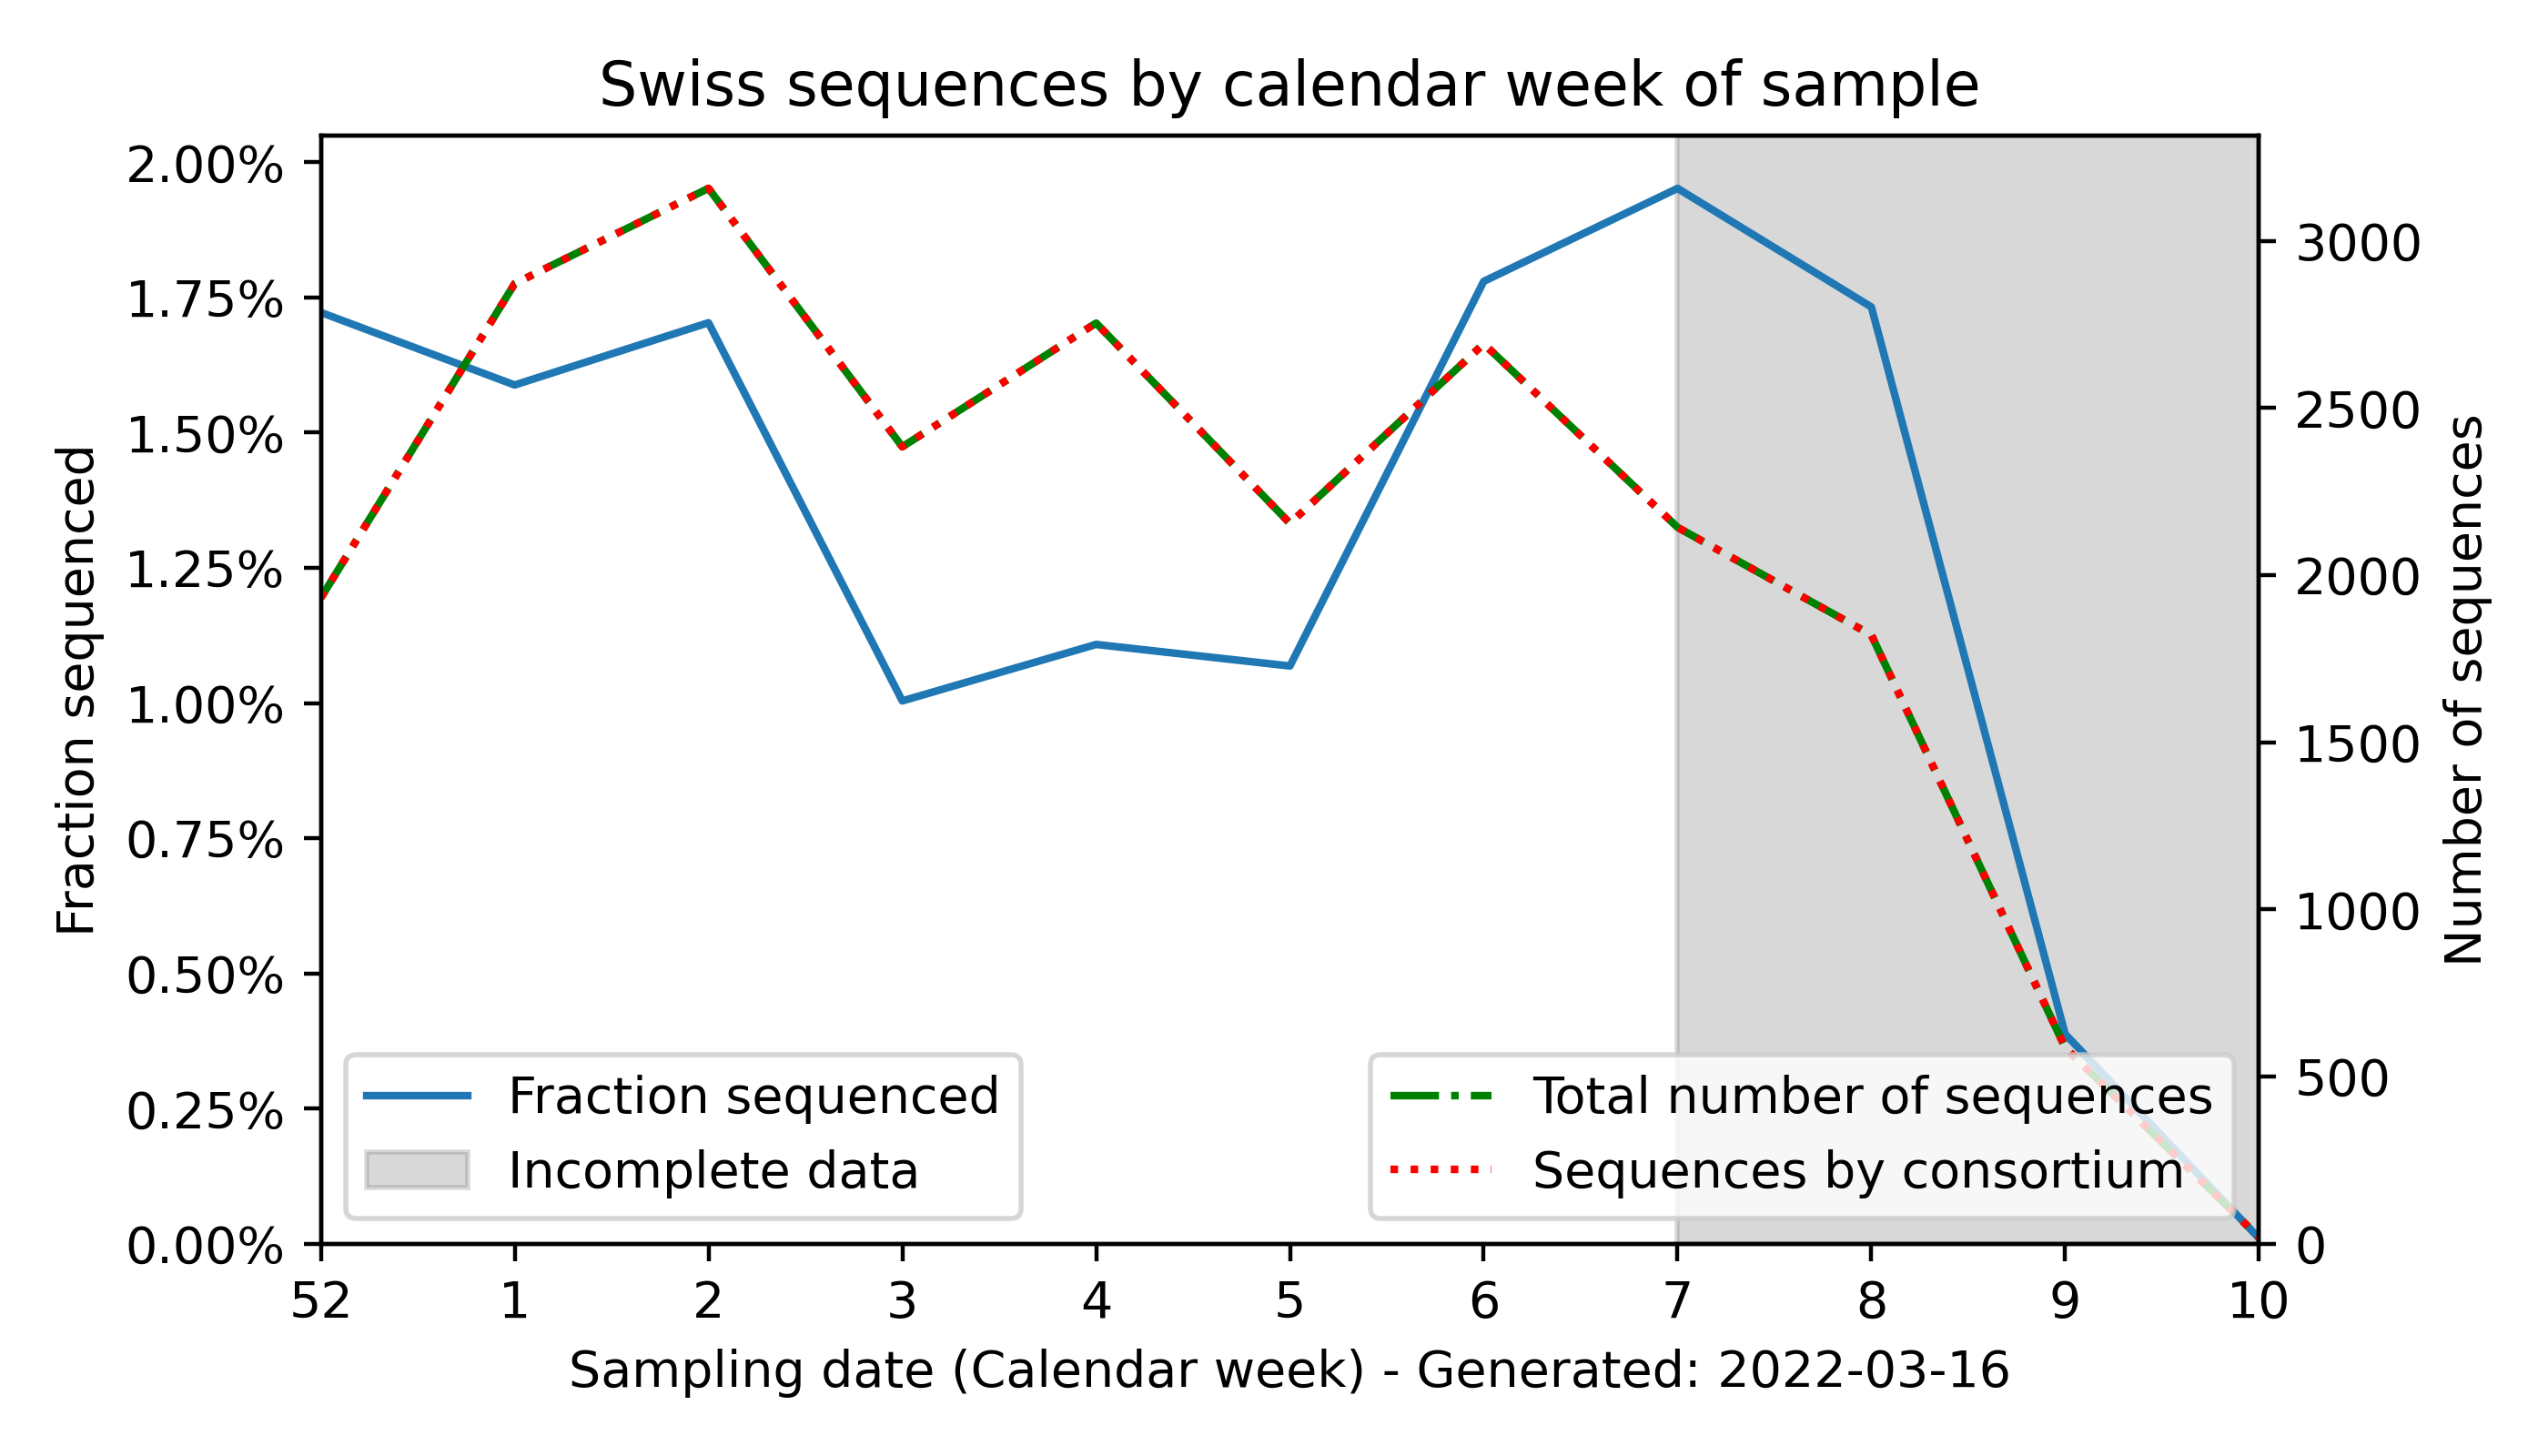 Swiss sequences by calendar week of sample
2.00%
1.75%
1.50%
1.25%
1.00%
0.75%
0.50%
0.25%
0.00%
Fraction sequenced
3000
2500
2000
1500
1000
500
0
Number of sequences
Fraction sequenced
Incomplete data
Total number of sequences
Sequences by consortium
52 1 2 3 4 5 6 7 8 9 10
Sampling date (Calendar week) - Generated: 2022-03-16